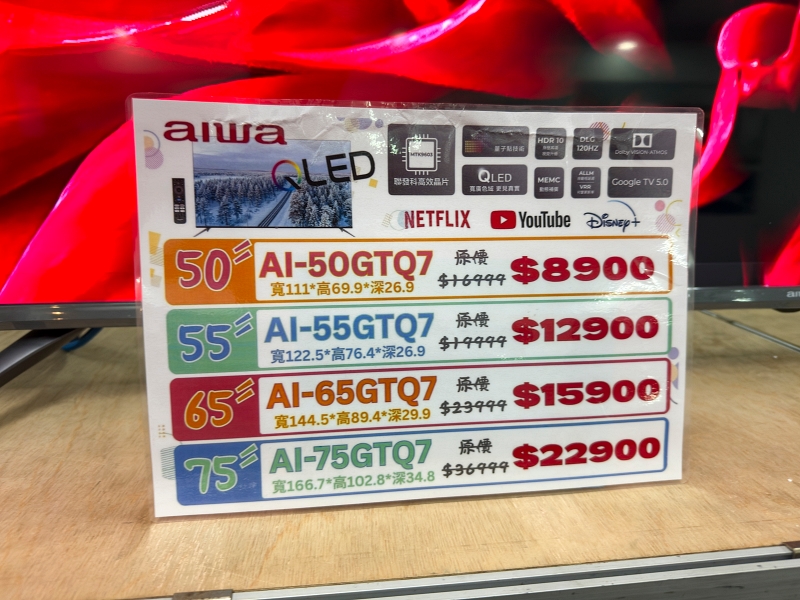 aiwa
QLED
MTK9603
聯發科高效晶片
量子點技術
HDR 10
DLG
120HZ
Dolby VISION·ATMOS
QLED
寬廣色域 更見真實
MEMC
動態補償
ALLM
VRR
Google TV 5.0
NETFLIX
YouTube
Disney+
50"
AI-50GTQ7
寬111*高69.9*深26.9
原價
$16999
$8900
55"
AI-55GTQ7
寬122.5*高76.4*深26.9
原價
$19999
$12900
65"
AI-65GTQ7
寬144.5*高89.4*深29.9
原價
$23999
$15900
75"
AI-75GTQ7
寬166.7*高102.8*深34.8
原價
$36999
$22900